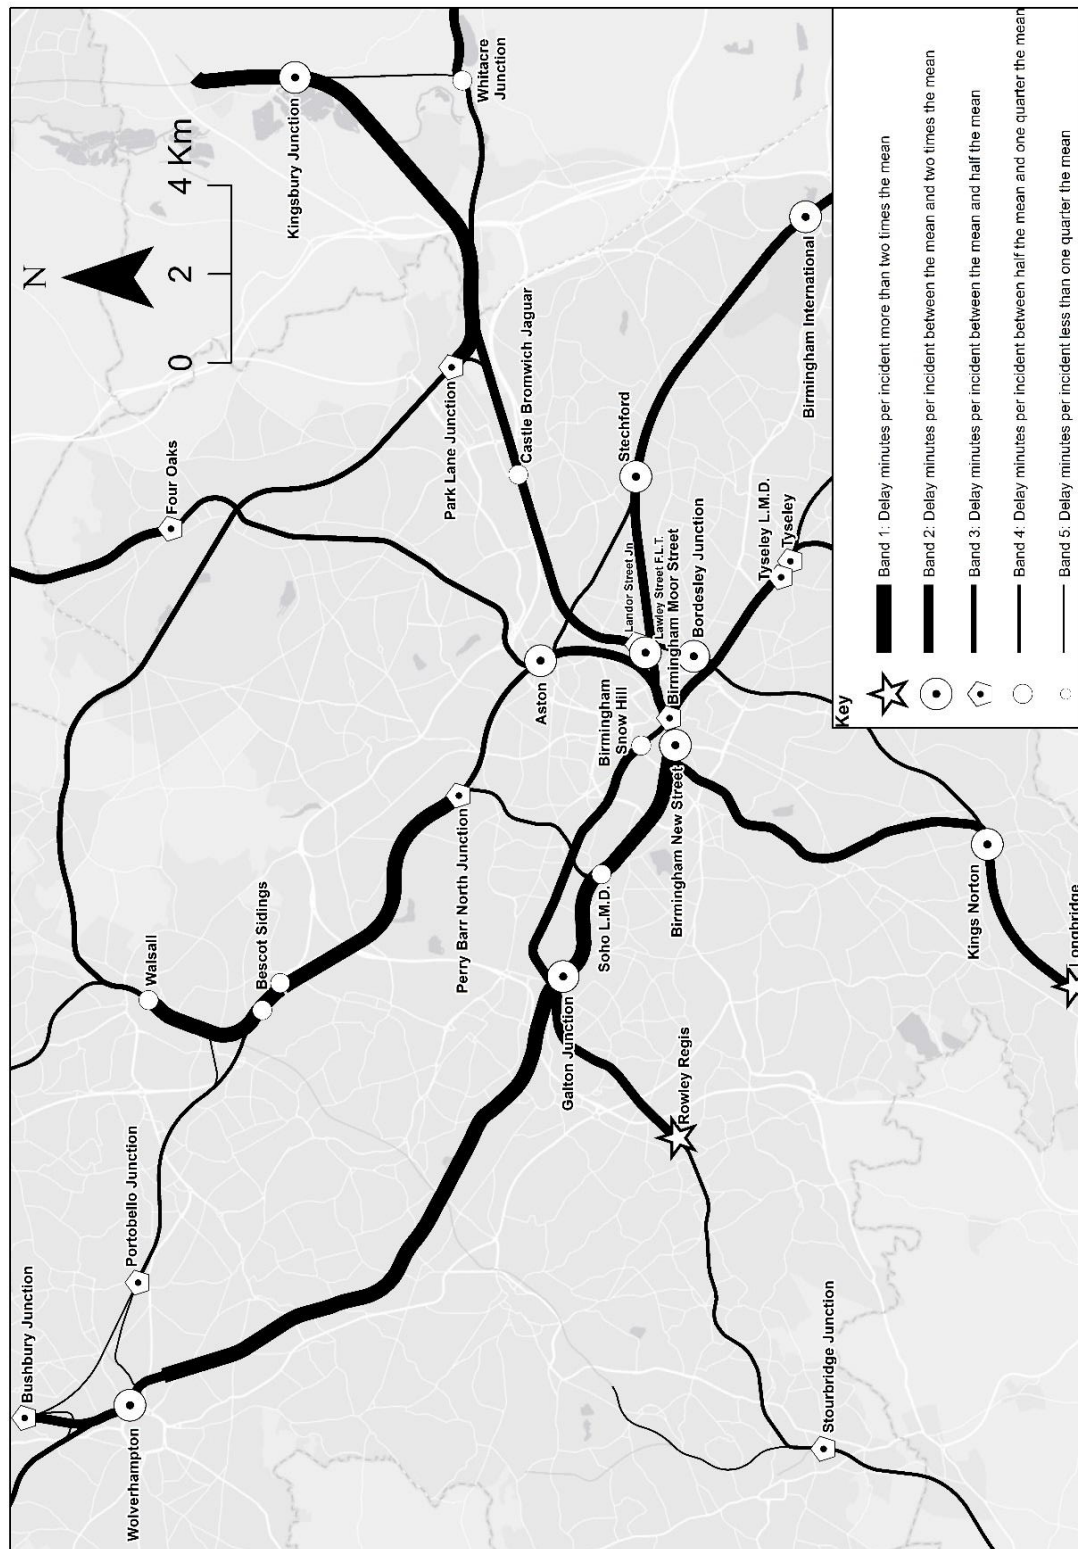 N
0 2 4 Km
Bushbury Junction
Wolverhampton
Portobello Junction
Walsall
Bescot Sidings
Four Oaks
Kingsbury Junction
Whitacre
Junction
Park Lane Junction
Castle Bromwich Jaguar
Perry Barr North Junction
Aston
Stechford
Galton Junction
Soho L.M.D.
Birmingham
Snow Hill
Landor Street Jn
Lawley Street F.L.T.
Birmingham Moor Street
Bordesley Junction
Birmingham New Street
Rowley Regis
Tyseley L.M.D.
Tyseley
Birmingham International
Stourbridge Junction
Kings Norton
Longbridge
Key
Band 1: Delay minutes per incident more than two times the mean
Band 2: Delay minutes per incident between the mean and two times the mean
Band 3: Delay minutes per incident between the mean and half the mean
Band 4: Delay minutes per incident between half the mean and one quarter the mean
Band 5: Delay minutes per incident less than one quarter the mean